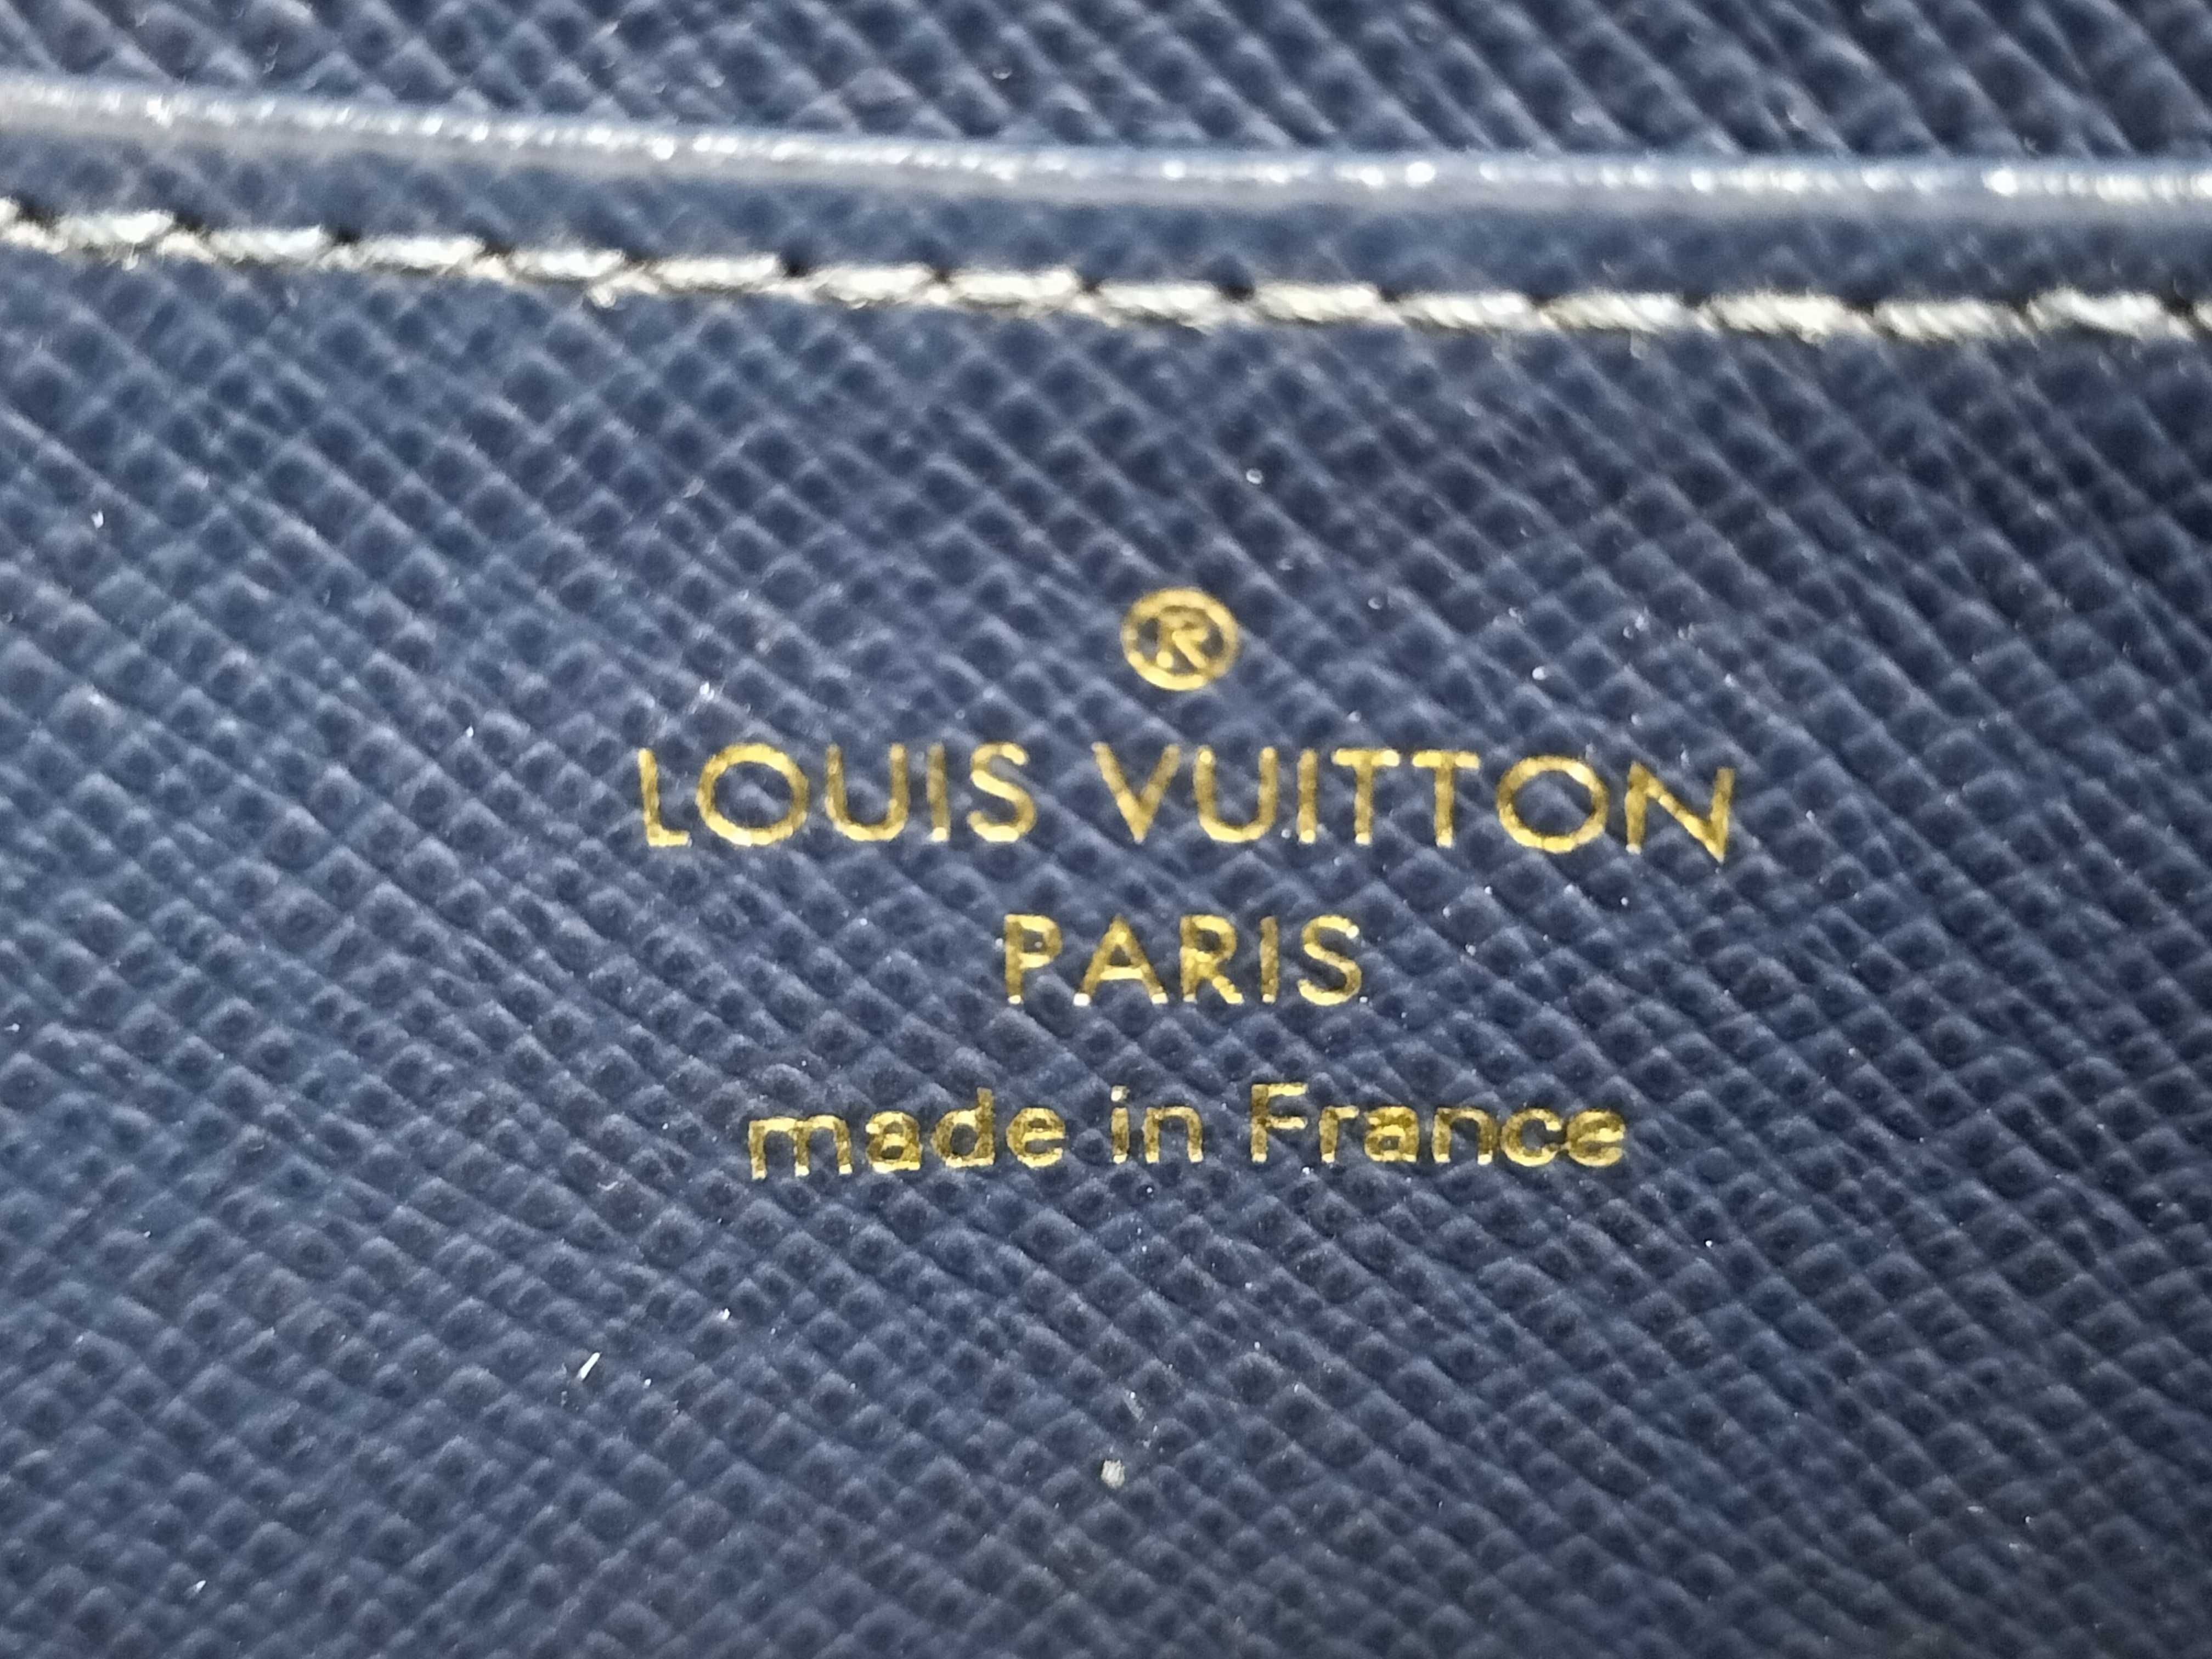 ®
LOUIS VUITTON
PARIS
made in France